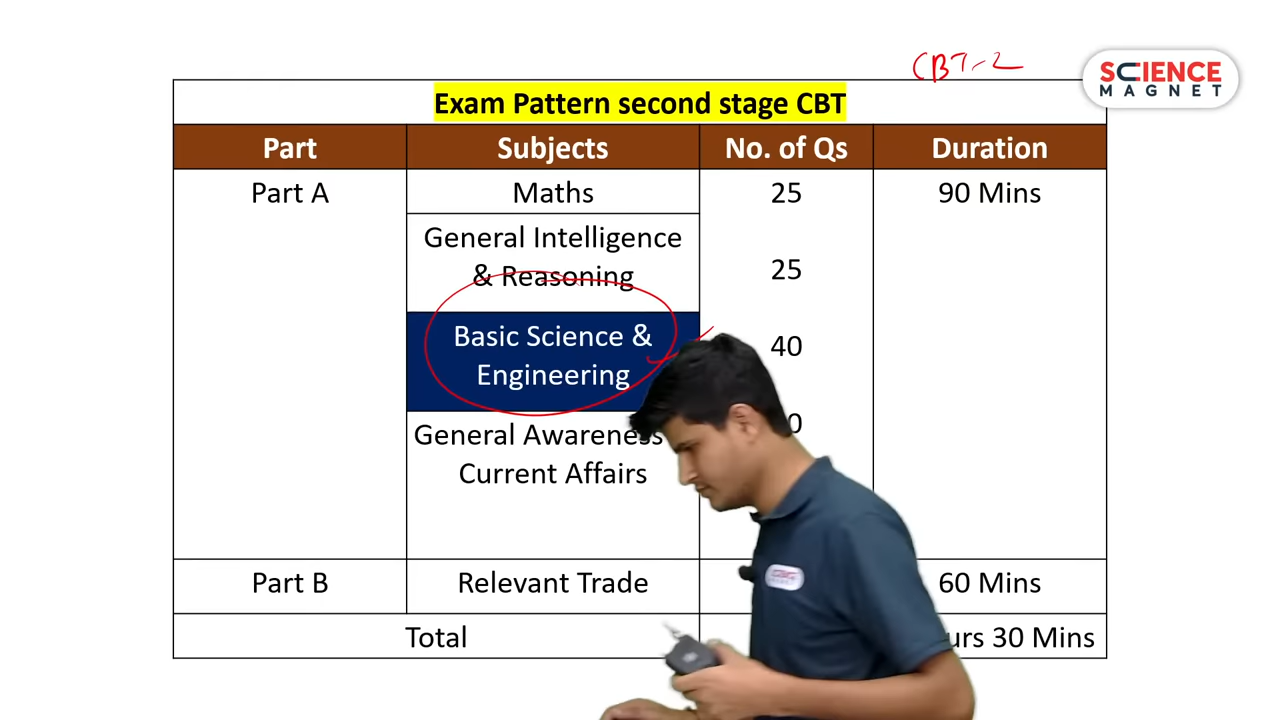 CBT-2
SCIENCE
MAGNET
Exam Pattern second stage CBT
Part Subjects No. of Qs Duration
Part A Maths 25 90 Mins
General Intelligence
& Reasoning 25
Basic Science &
Engineering 40
General Awareness
Current Affairs
Part B Relevant Trade 60 Mins
Total 30 Mins